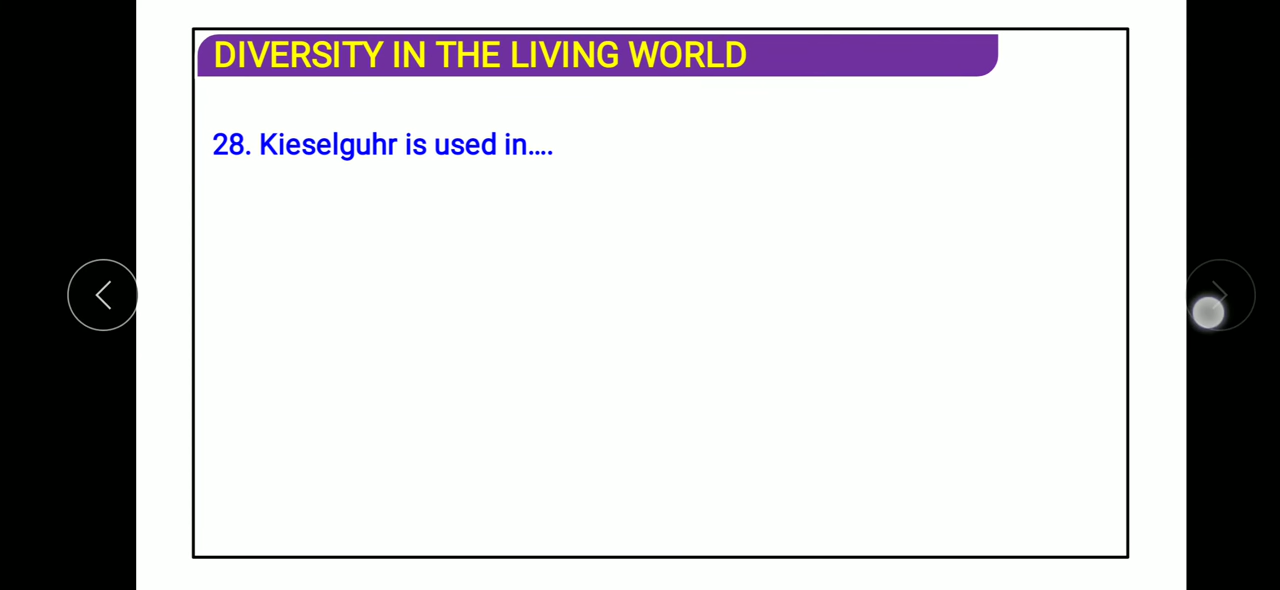 DIVERSITY IN THE LIVING WORLD
28. Kieselguhr is used in....